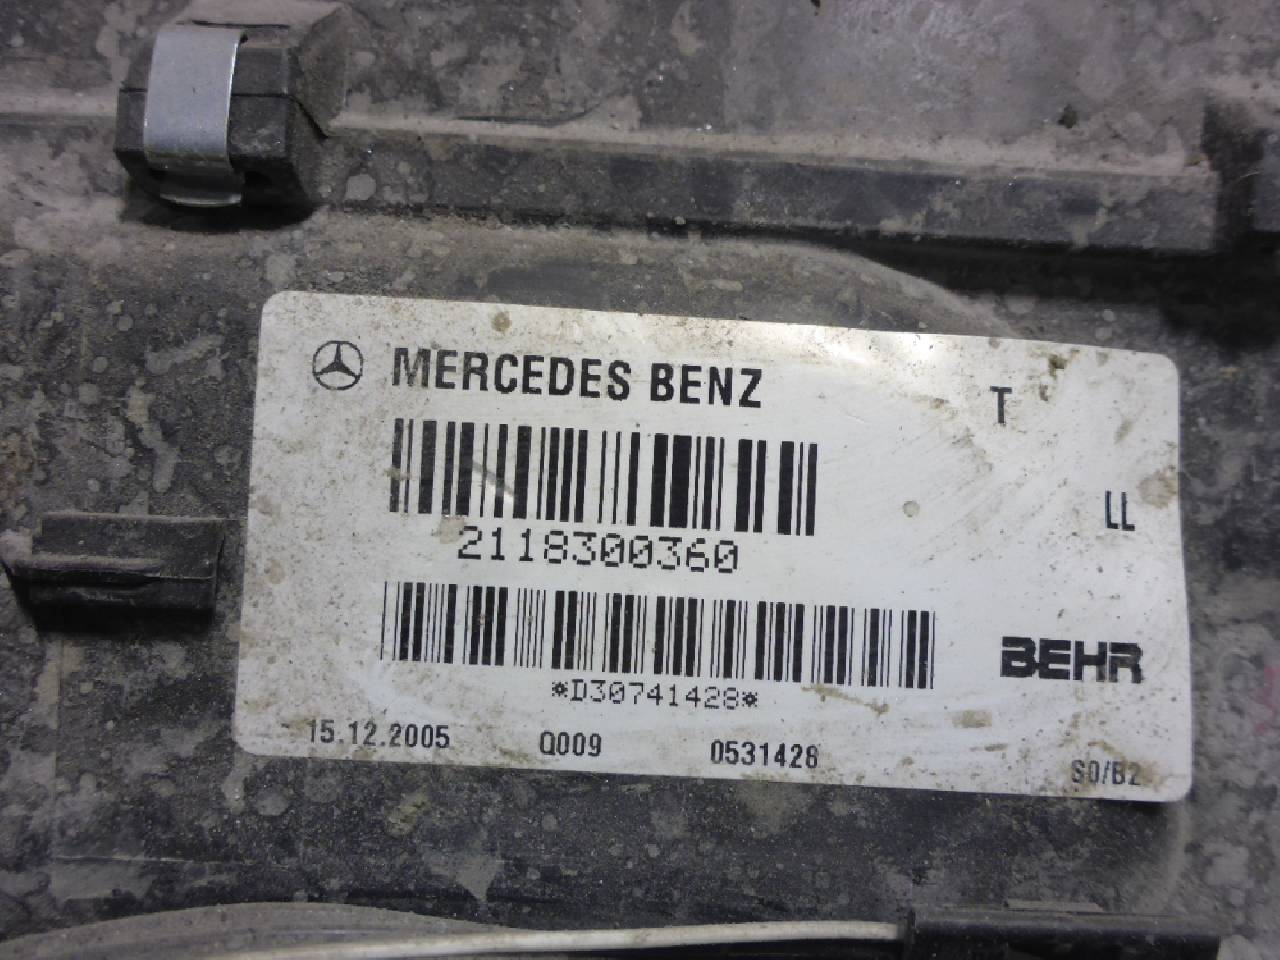 MERCEDES BENZ T
LL
2118300360
BEHR
*D30741428*
15.12.2005 Q009 0531428 S0/B2